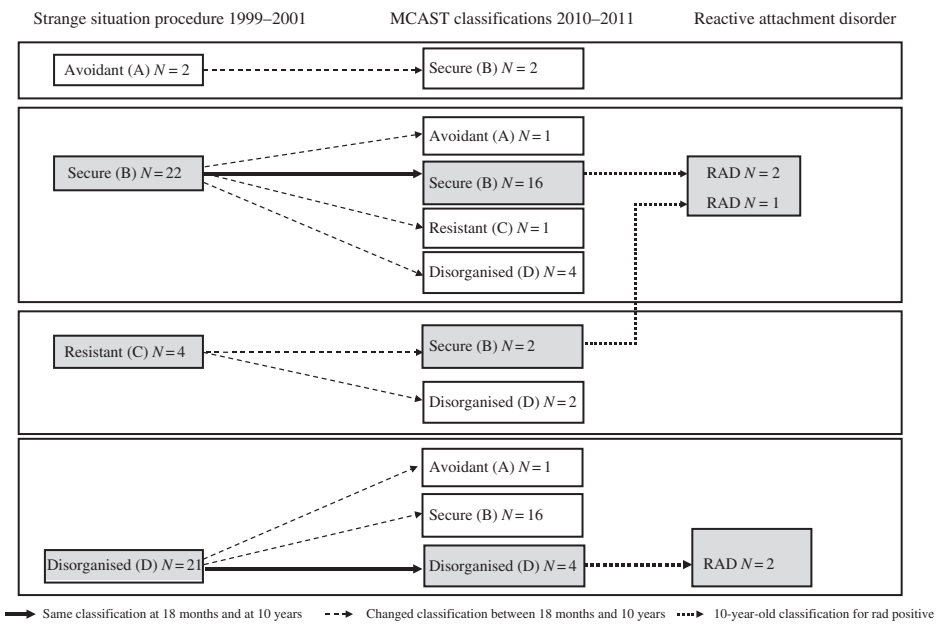 Strange situation procedure 1999–2001 MCAST classifications 2010–2011 Reactive attachment disorder
Avoidant (A) N = 2
Secure (B) N = 2
Secure (B) N = 22
Avoidant (A) N = 1
Secure (B) N = 16
Resistant (C) N = 1
Disorganised (D) N = 4
RAD N = 2
RAD N = 1
Resistant (C) N = 4
Secure (B) N = 2
Disorganised (D) N = 2
Disorganised (D) N = 21
Avoidant (A) N = 1
Secure (B) N = 16
Disorganised (D) N = 4
RAD N = 2
Same classification at 18 months and at 10 years Changed classification between 18 months and 10 years 10-year-old classification for rad positive